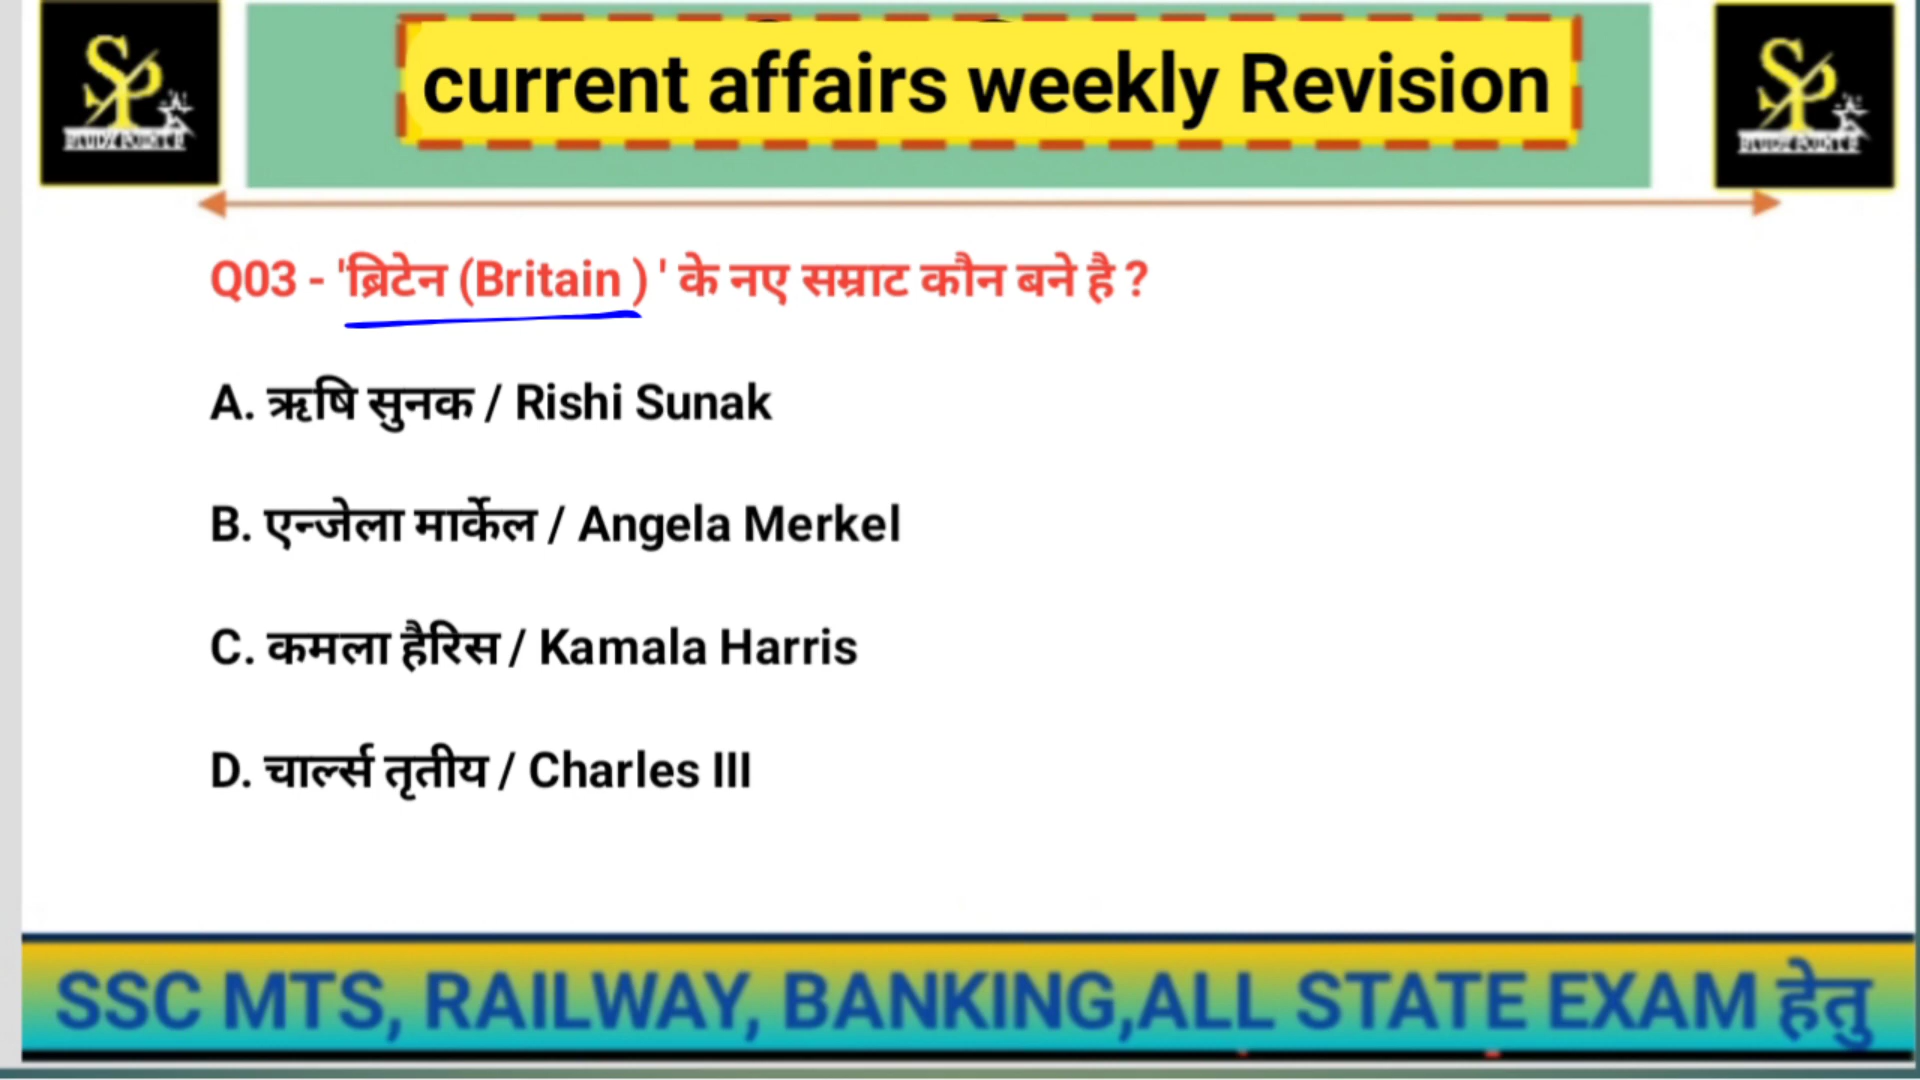 current affairs weekly Revision
Q03 - 'ब्रिटेन (Britain ) ' के नए सम्राट कौन बने है ?
A. ऋषि सुनक / Rishi Sunak
B. एन्जेला मार्केल / Angela Merkel
C. कमला हैरिस / Kamala Harris
D. चार्ल्स तृतीय / Charles III
SSC MTS, RAILWAY, BANKING,ALL STATE EXAM हेतु